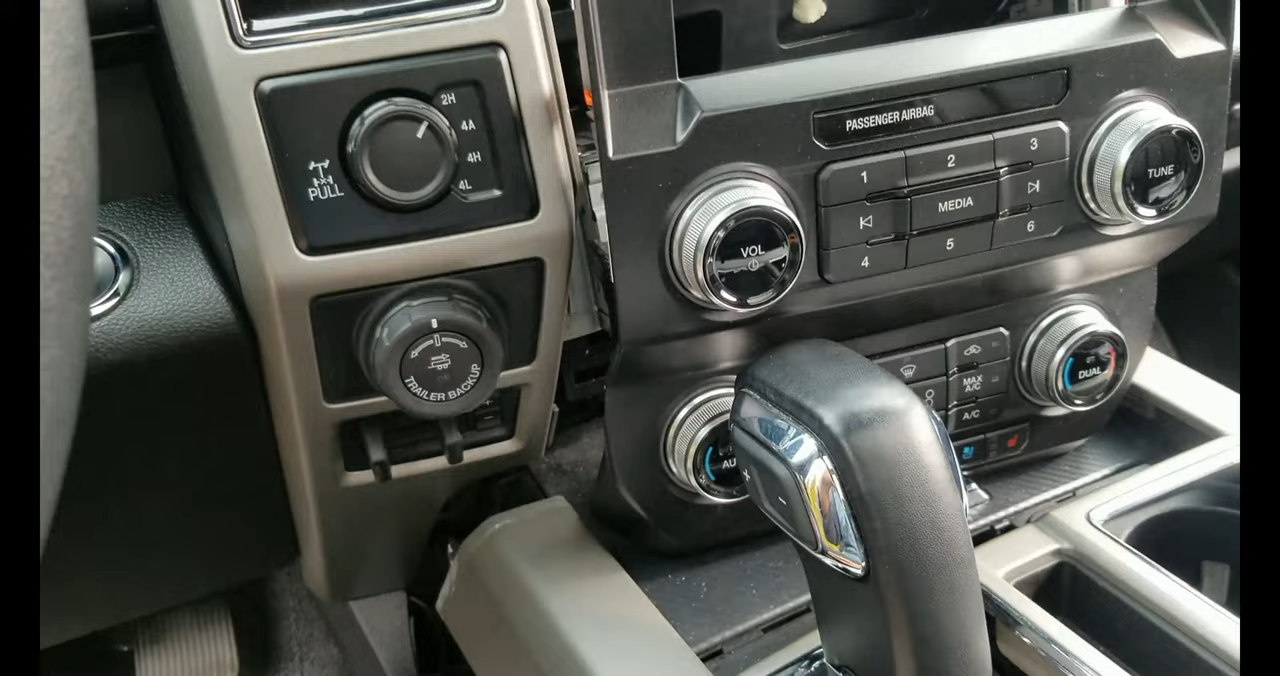 2H
4A
4H
4L
PULL
TRAILER BACKUP
PASSENGER AIRBAG
1
2
3
MEDIA
4
5
6
VOL
TUNE
MAX
A/C
A/C
DUAL
AU
+
-